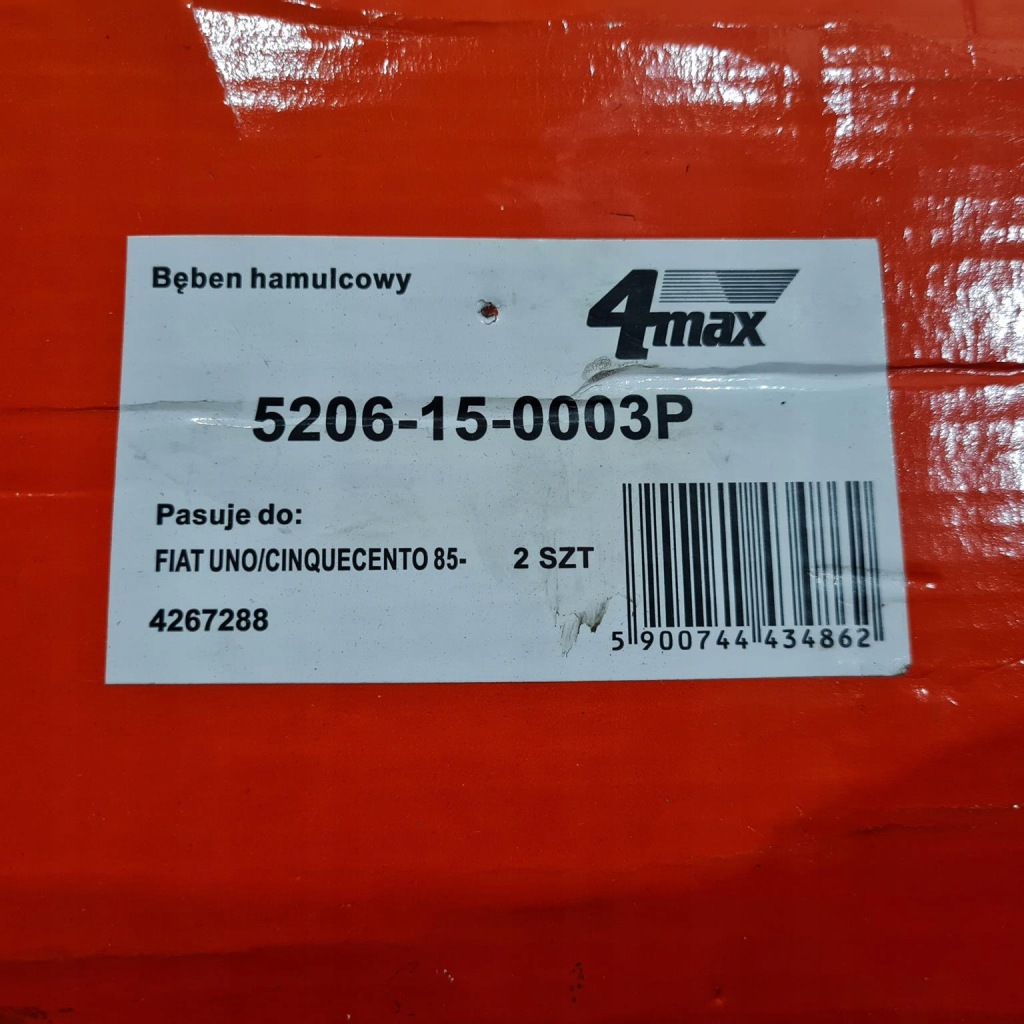 Bęben hamulcowy
4max
5206-15-0003P
Pasuje do:
FIAT UNO/CINQUECENTO 85- 2 SZT
4267288
5 900744 434862